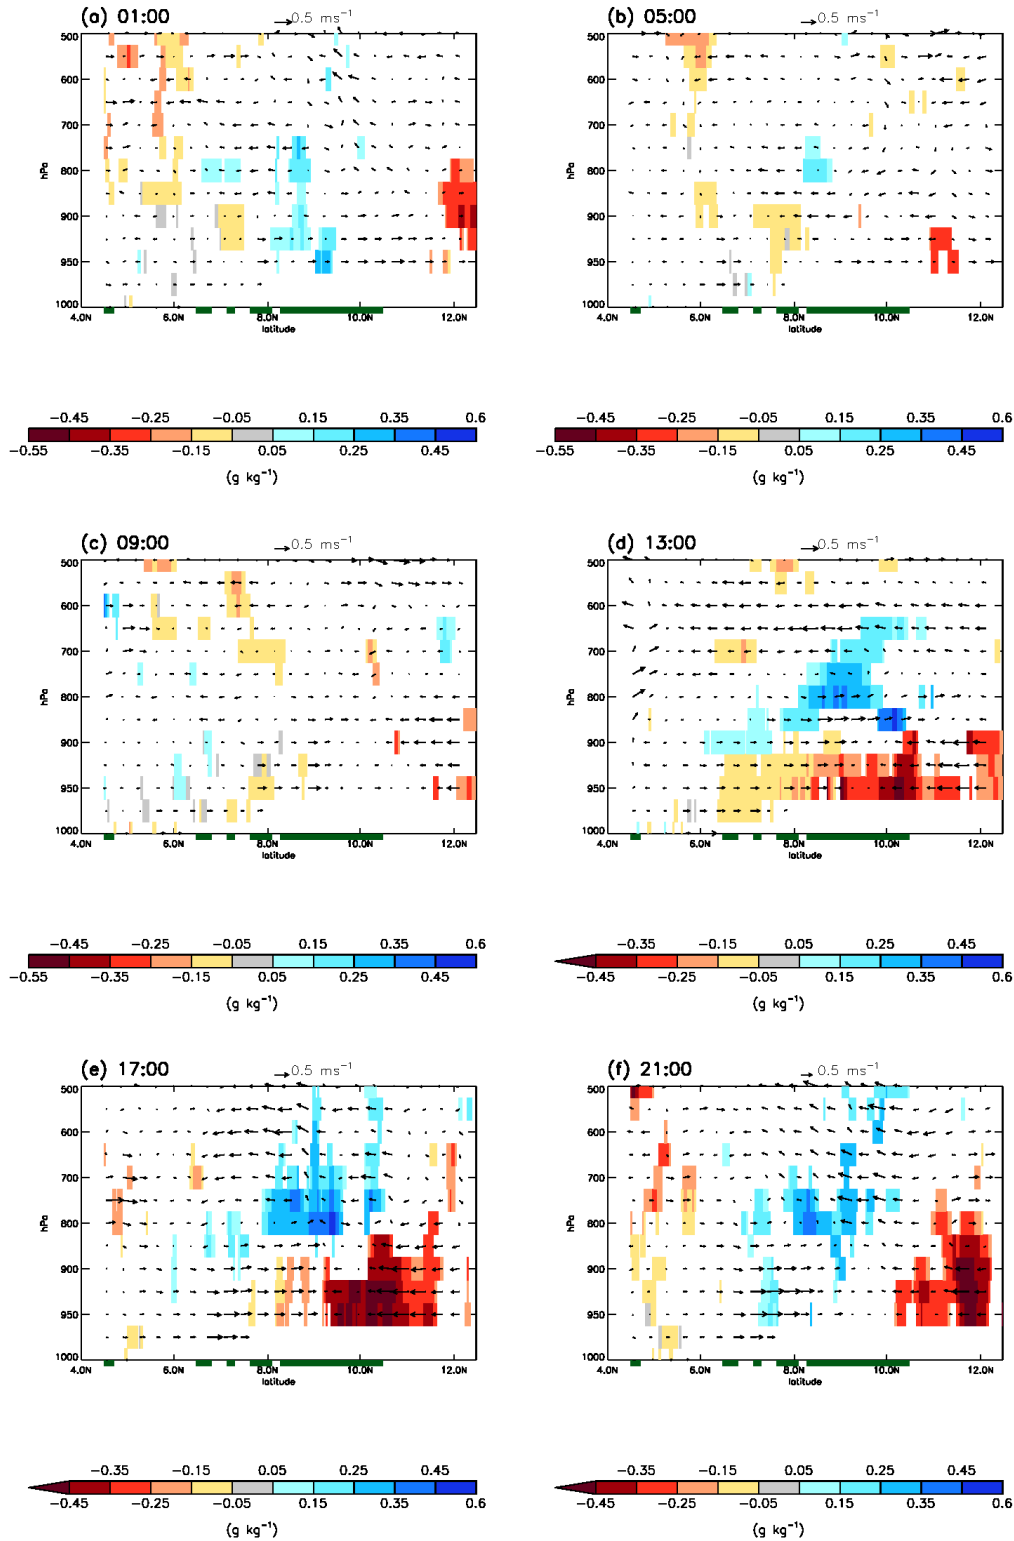 (a) 01:00 0.5 ms⁻¹
500
600
700
800
900
950
1000
hPa
4.0N 6.0N 8.0N 10.0N 12.0N
latitude
−0.45 −0.25 −0.05 0.15 0.35 0.6
−0.55 −0.35 −0.15 0.05 0.25 0.45
(g kg⁻¹)
(b) 05:00 0.5 ms⁻¹
500
600
700
800
900
950
1000
hPa
4.0N 6.0N 8.0N 10.0N 12.0N
latitude
−0.45 −0.25 −0.05 0.15 0.35 0.6
−0.55 −0.35 −0.15 0.05 0.25 0.45
(g kg⁻¹)
(c) 09:00 0.5 ms⁻¹
500
600
700
800
900
950
1000
hPa
4.0N 6.0N 8.0N 10.0N 12.0N
latitude
−0.45 −0.25 −0.05 0.15 0.35 0.6
−0.55 −0.35 −0.15 0.05 0.25 0.45
(g kg⁻¹)
(d) 13:00 0.5 ms⁻¹
500
600
700
800
900
950
1000
hPa
4.0N 6.0N 8.0N 10.0N 12.0N
latitude
−0.35 −0.15 0.05 0.25 0.45
−0.45 −0.25 −0.05 0.15 0.35 0.6
(g kg⁻¹)
(e) 17:00 0.5 ms⁻¹
500
600
700
800
900
950
1000
hPa
4.0N 6.0N 8.0N 10.0N 12.0N
latitude
−0.35 −0.15 0.05 0.25 0.45
−0.45 −0.25 −0.05 0.15 0.35 0.6
(g kg⁻¹)
(f) 21:00 0.5 ms⁻¹
500
600
700
800
900
950
1000
hPa
4.0N 6.0N 8.0N 10.0N 12.0N
latitude
−0.35 −0.15 0.05 0.25 0.45
−0.45 −0.25 −0.05 0.15 0.35 0.6
(g kg⁻¹)